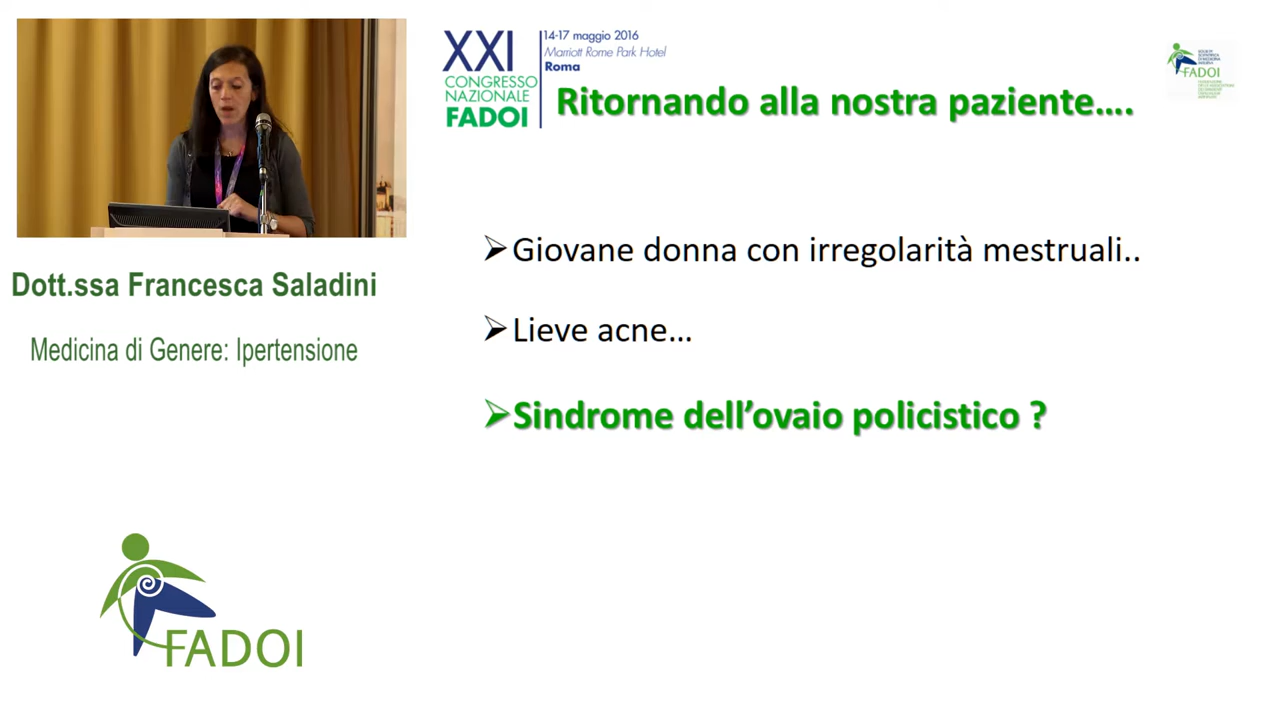 XXI
CONGRESSO
NAZIONALE
FADOI
14-17 maggio 2016
Marriott Rome Park Hotel
Roma
Ritornando alla nostra paziente....
FADOI
Giovane donna con irregolarità mestruali..
Lieve acne...
Sindrome dell'ovaio policistico ?
Dott.ssa Francesca Saladini
Medicina di Genere: Ipertensione
FADOI